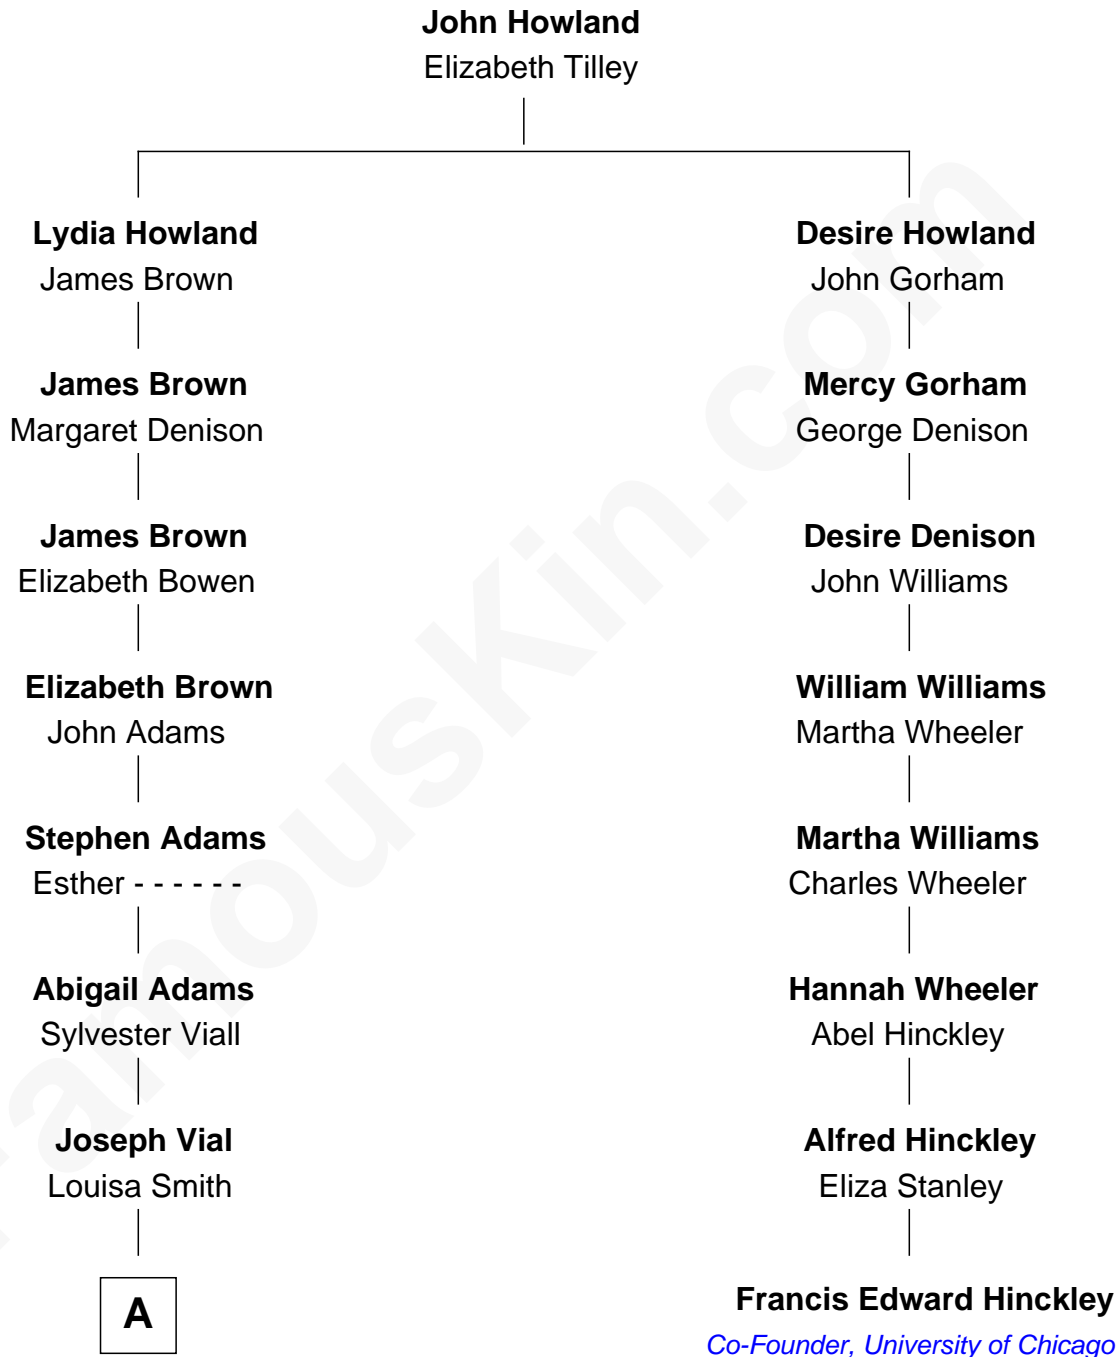 John Howland
Elizabeth Tilley
Lydia Howland
James Brown
Desire Howland
John Gorham
James Brown
Margaret Denison
Mercy Gorham
George Denison
James Brown
Elizabeth Bowen
Desire Denison
John Williams
Elizabeth Brown
John Adams
William Williams
Martha Wheeler
Stephen Adams
Esther - - - - - -
Martha Williams
Charles Wheeler
Abigail Adams
Sylvester Viall
Hannah Wheeler
Abel Hinckley
Joseph Vial
Louisa Smith
Alfred Hinckley
Eliza Stanley
A
Francis Edward Hinckley
Co-Founder, University of Chicago
FamousKin.com